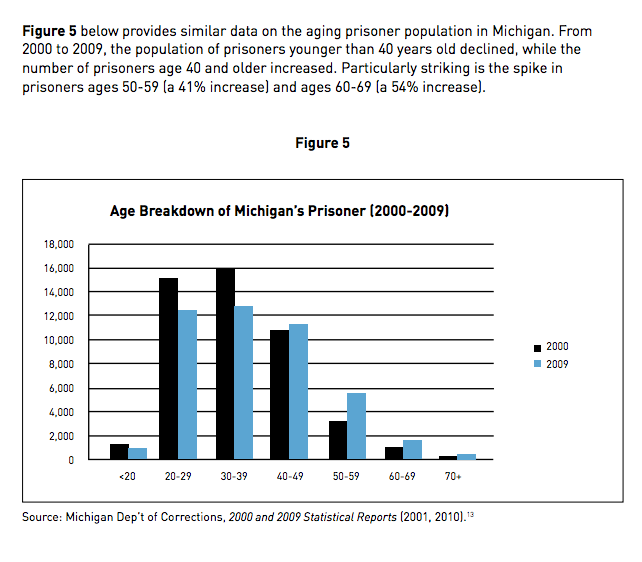 Figure 5 below provides similar data on the aging prisoner population in Michigan. From
2000 to 2009, the population of prisoners younger than 40 years old declined, while the
number of prisoners age 40 and older increased. Particularly striking is the spike in
prisoners ages 50-59 (a 41% increase) and ages 60-69 (a 54% increase).
Figure 5
Age Breakdown of Michigan's Prisoner (2000-2009)
18,000
16,000
14,000
12,000
10,000
8,000
6,000
4,000
2,000
0
<20 20-29 30-39 40-49 50-59 60-69 70+
2000
2009
Source: Michigan Dep't of Corrections, 2000 and 2009 Statistical Reports (2001, 2010).13